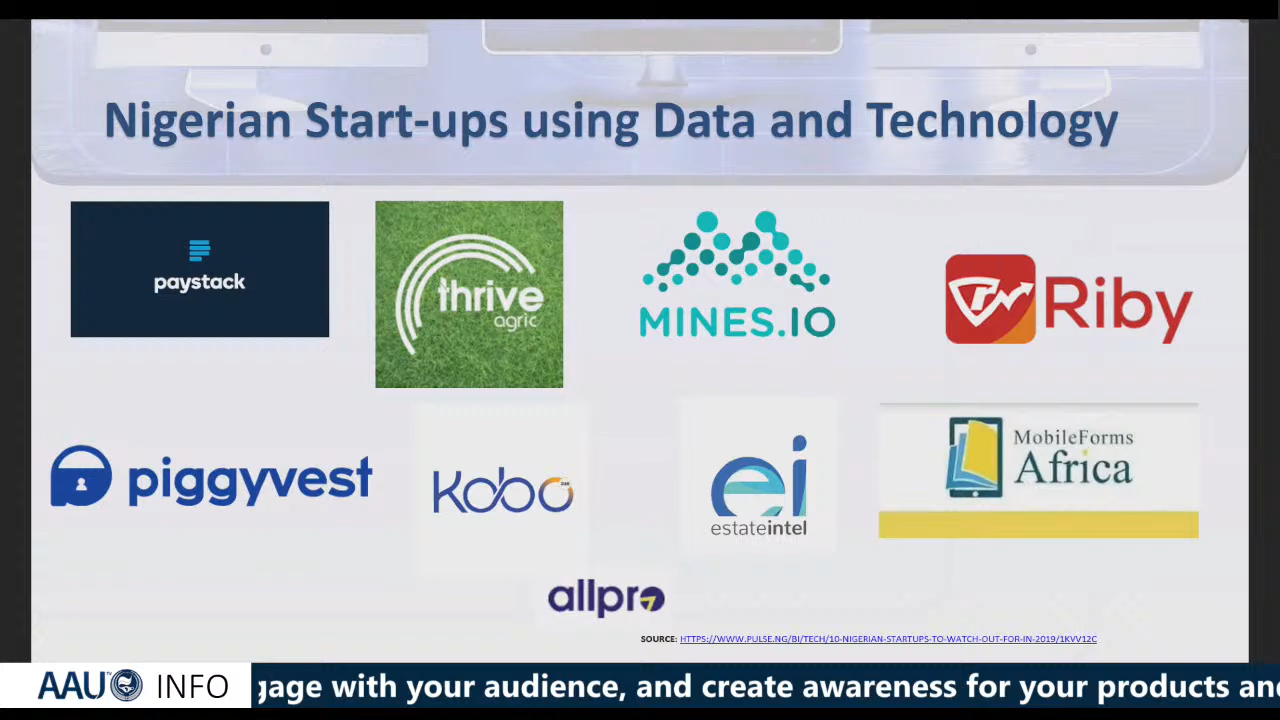 Nigerian Start-ups using Data and Technology
paystack
thrive
agric
MINES.IO
Riby
piggyvest
Kobo
360
estateintel
MobileForms
Africa
allpro
SOURCE: HTTPS://WWW.PULSE.NG/BI/TECH/10-NIGERIAN-STARTUPS-TO-WATCH-OUT-FOR-IN-2019/1KVV12C
AAU INFO
gage with your audience, and create awareness for your products and